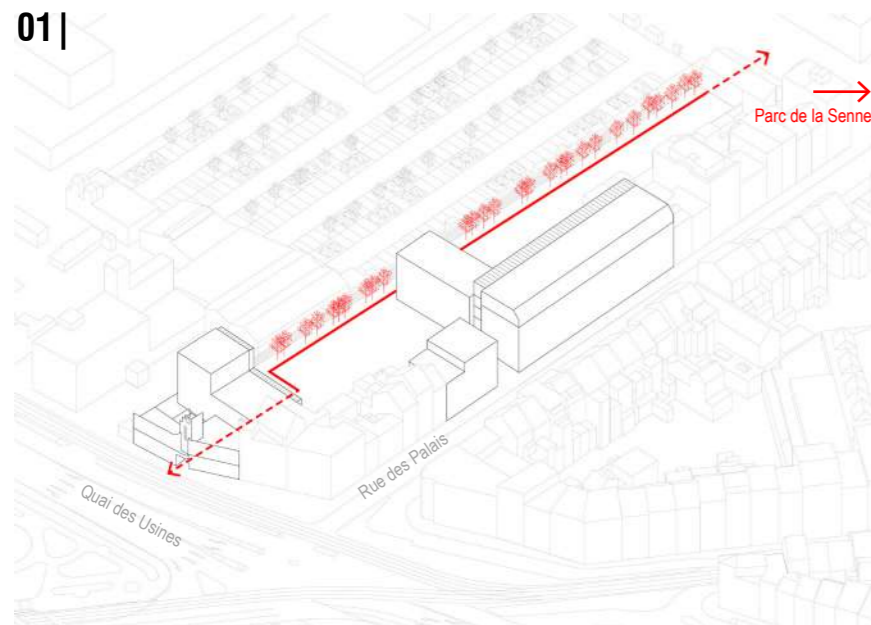 01|
Parc de la Senne
Rue des Palais
Quai des Usines